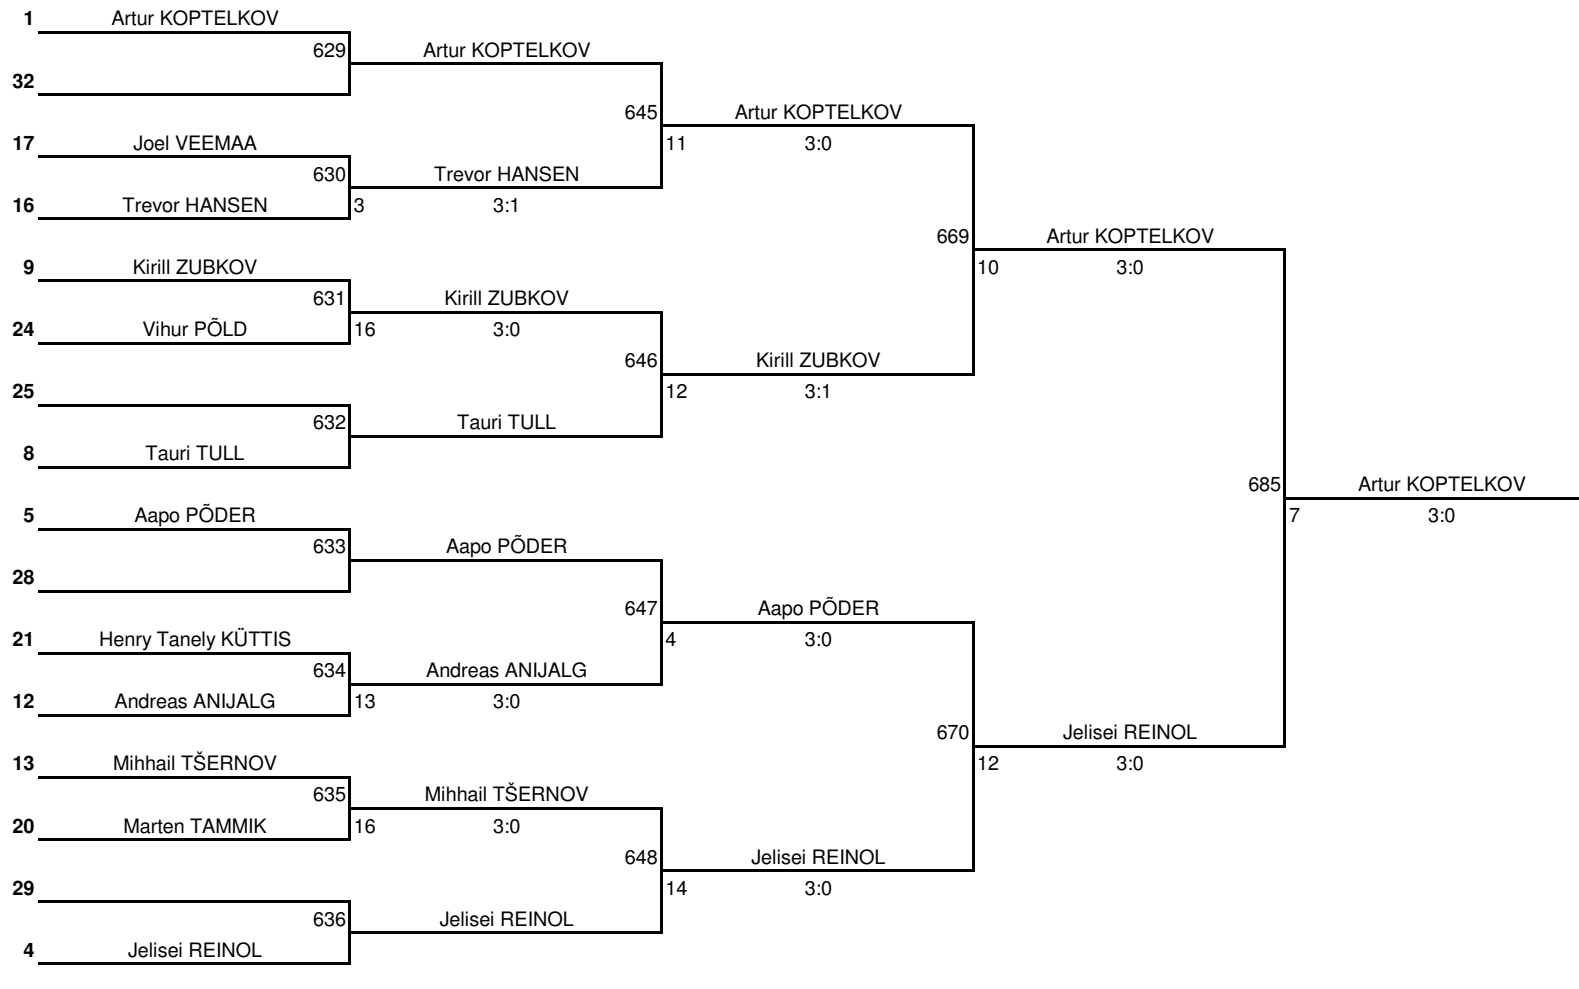 1 Artur KOPTELKOV
629 Artur KOPTELKOV
32
645 Artur KOPTELKOV
17 Joel VEEMAA 11 3:0
630 Trevor HANSEN
16 Trevor HANSEN 3 3:1
669 Artur KOPTELKOV
9 Kirill ZUBKOV 10 3:0
631 Kirill ZUBKOV
24 Vihur PÕLD 16 3:0
646 Kirill ZUBKOV
25 12 3:1
632 Tauri TULL
8 Tauri TULL
685 Artur KOPTELKOV
5 Aapo PÕDER 7 3:0
633 Aapo PÕDER
28
647 Aapo PÕDER
21 Henry Tanely KÜTTIS 4 3:0
634 Andreas ANIJALG
12 Andreas ANIJALG 13 3:0
670 Jelisei REINOL
13 Mihhail TŠERNOV 12 3:0
635 Mihhail TŠERNOV
20 Marten TAMMIK 16 3:0
648 Jelisei REINOL
29 14 3:0
636 Jelisei REINOL
4 Jelisei REINOL